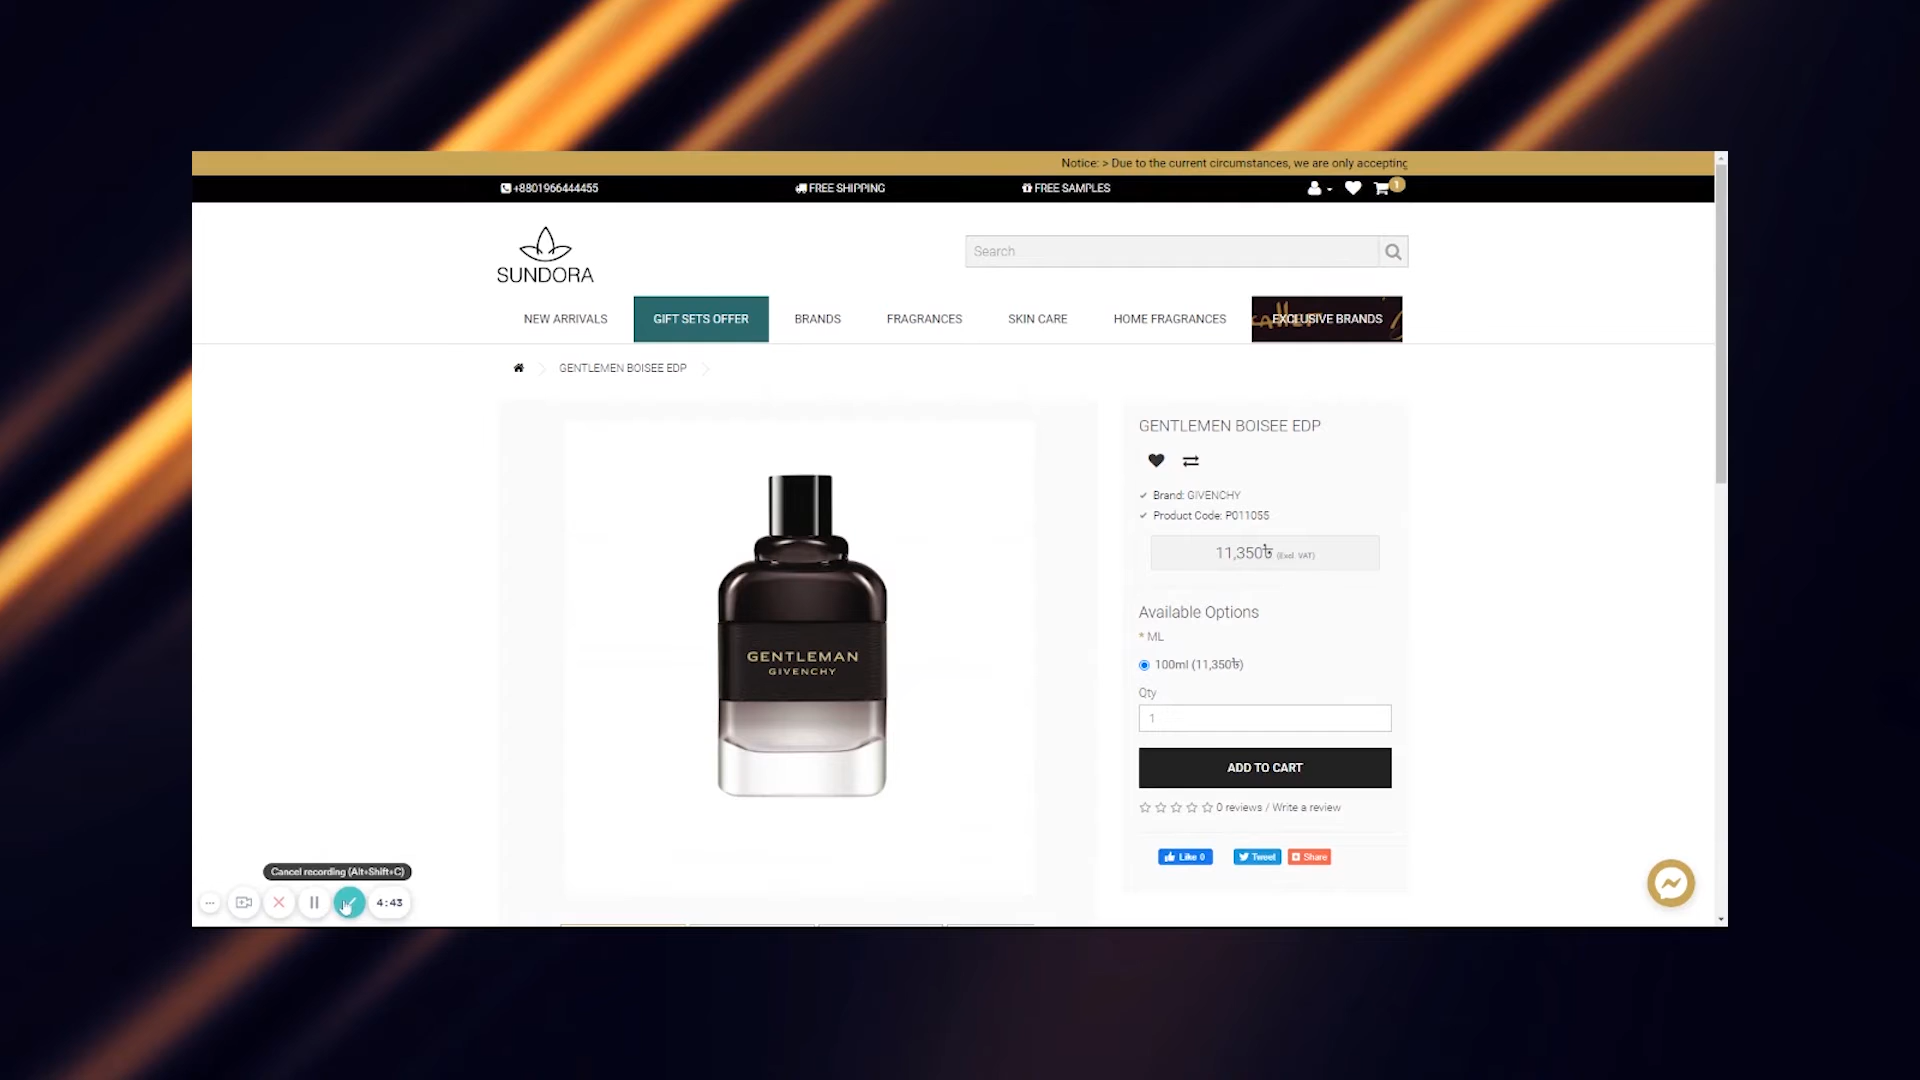 Notice: > Due to the current circumstances, we are only accepting
+8801966444455
FREE SHIPPING
FREE SAMPLES
1
SUNDORA
Search
NEW ARRIVALS
GIFT SETS OFFER
BRANDS
FRAGRANCES
SKIN CARE
HOME FRAGRANCES
EXCLUSIVE BRANDS
GENTLEMEN BOISEE EDP
GENTLEMAN
GIVENCHY
GENTLEMEN BOISEE EDP
Brand: GIVENCHY
Product Code: P011055
11,350৳ (Excl. VAT)
Available Options
* ML
100ml (11,350৳)
Qty
1
ADD TO CART
0 reviews / Write a review
Like 0
Tweet
Share
Cancel recording (Alt+Shift+C)
4:43